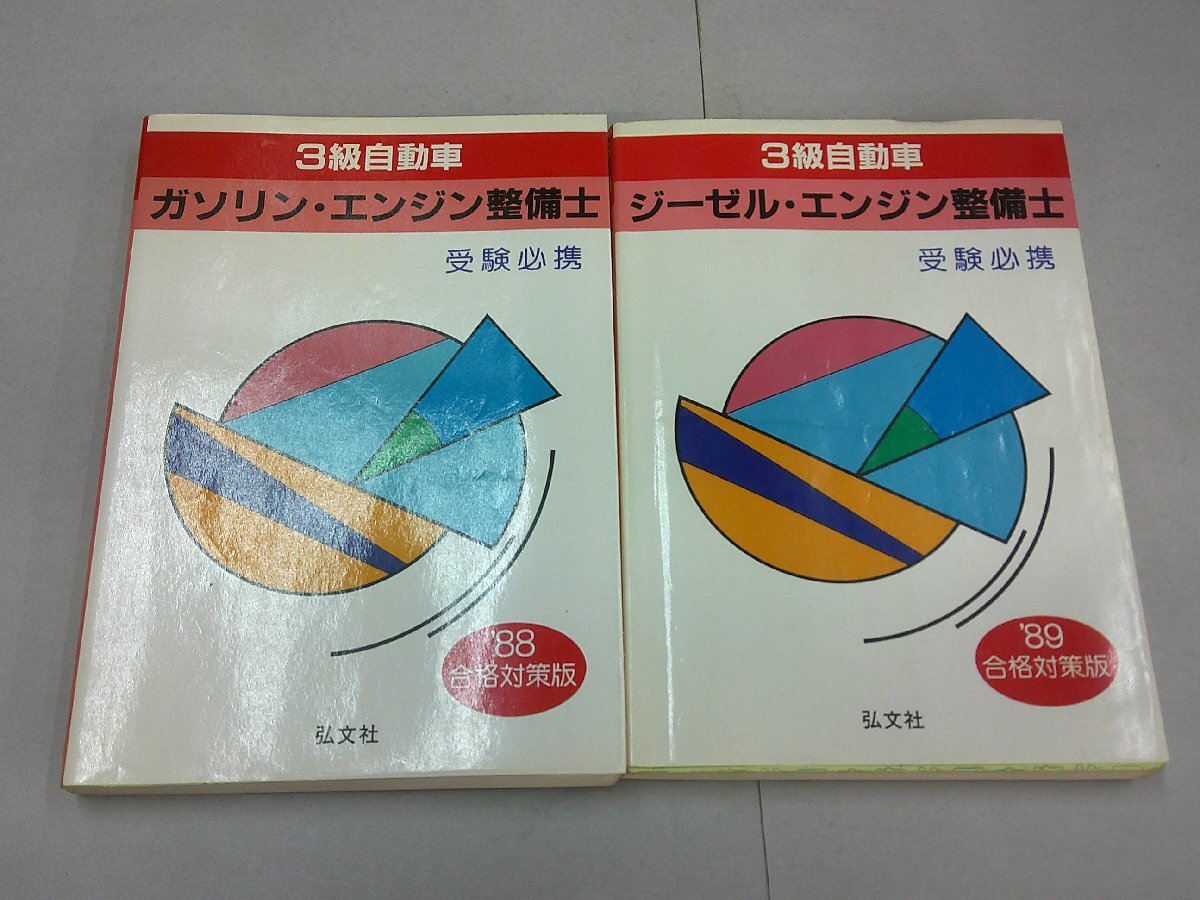 3級自動車
ガソリン・エンジン整備士
受験必携
'88
合格対策版
弘文社
3級自動車
ジーゼル・エンジン整備士
受験必携
'89
合格対策版
弘文社